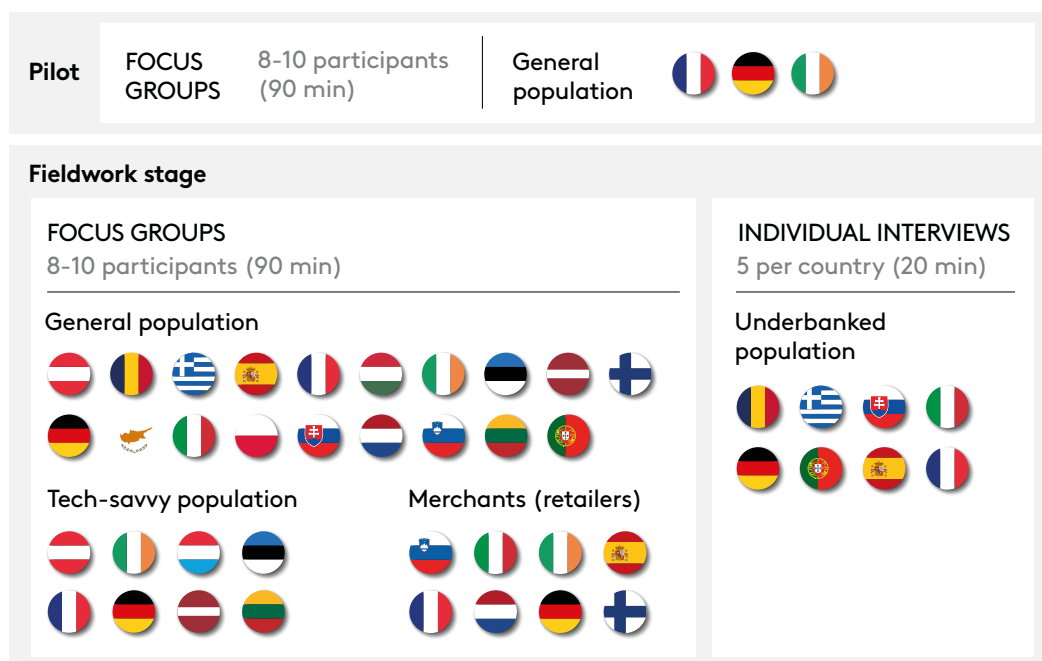 Pilot
FOCUS
GROUPS
8-10 participants
(90 min)
General
population
Fieldwork stage
FOCUS GROUPS
8-10 participants (90 min)
General population
Tech-savvy population
Merchants (retailers)
INDIVIDUAL INTERVIEWS
5 per country (20 min)
Underbanked
population